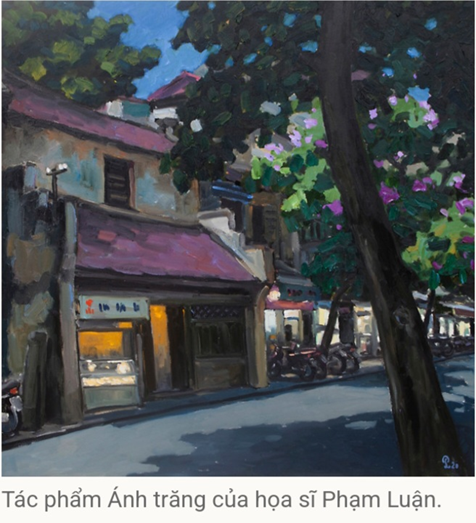 Tác phẩm Ánh trăng của họa sĩ Phạm Luận.